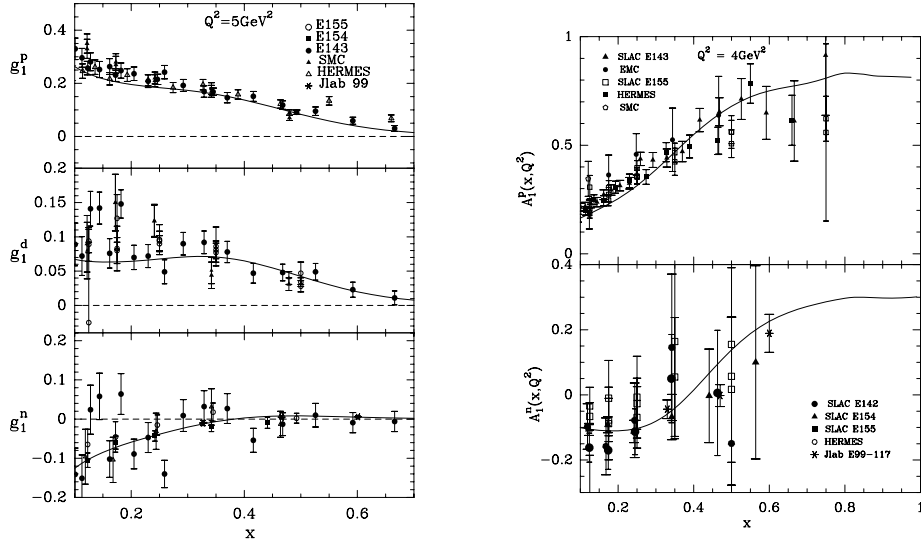 Q²=5GeV²
E155
E154
E143
SMC
HERMES
Jlab 99
g₁ᵖ
0.4
0.2
0
0.2
g₁ᵈ
0.15
0.1
0.05
0
0.1
g₁ⁿ
0
−0.1
−0.2
0.2 0.4 0.6
x
Q² = 4GeV²
SLAC E143
EMC
SLAC E155
HERMES
SMC
A₁ᵖ(x,Q²)
1
0.5
0
0.4
A₁ⁿ(x,Q²)
0.2
0
−0.2
SLAC E142
SLAC E154
SLAC E155
HERMES
Jlab E99−117
0.2 0.4 0.6 0.8 1
x